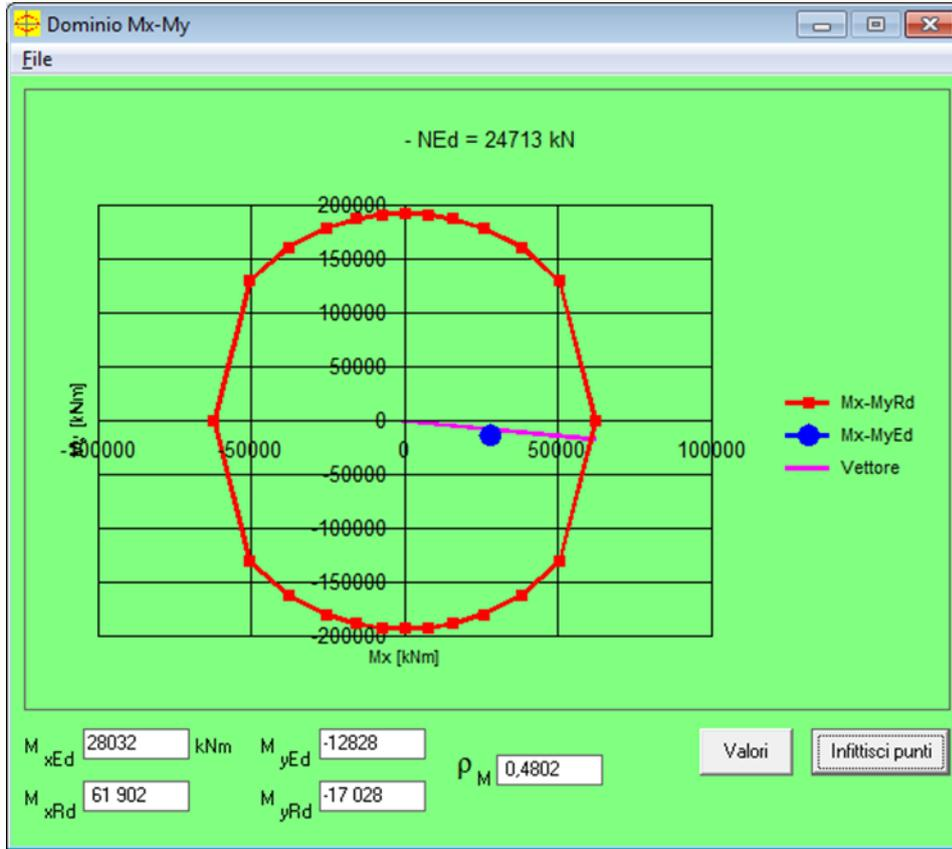 Dominio Mx-My
File
- NEd = 24713 kN
200000
150000
100000
50000
0
-50000
-100000
-150000
-200000
[kNm]
-100000 -50000 0 50000 100000
Mx [kNm]
Mx-MyRd
Mx-MyEd
Vettore
M xEd 28032 kNm M yEd -12828
M xRd 61 902 M yRd -17 028
ρ M 0,4802
Valori
Infittisci punti